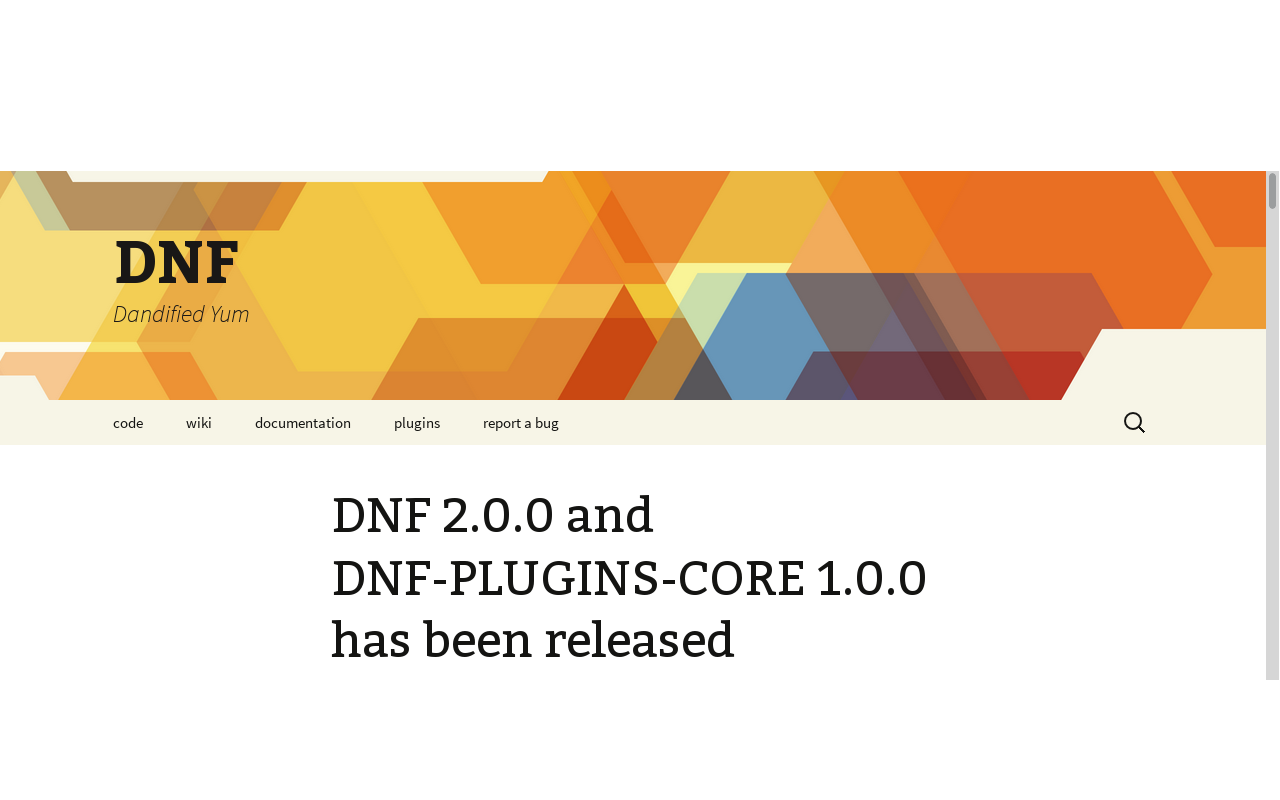 DNF
Dandified Yum
code wiki documentation plugins report a bug
DNF 2.0.0 and
DNF-PLUGINS-CORE 1.0.0
has been released